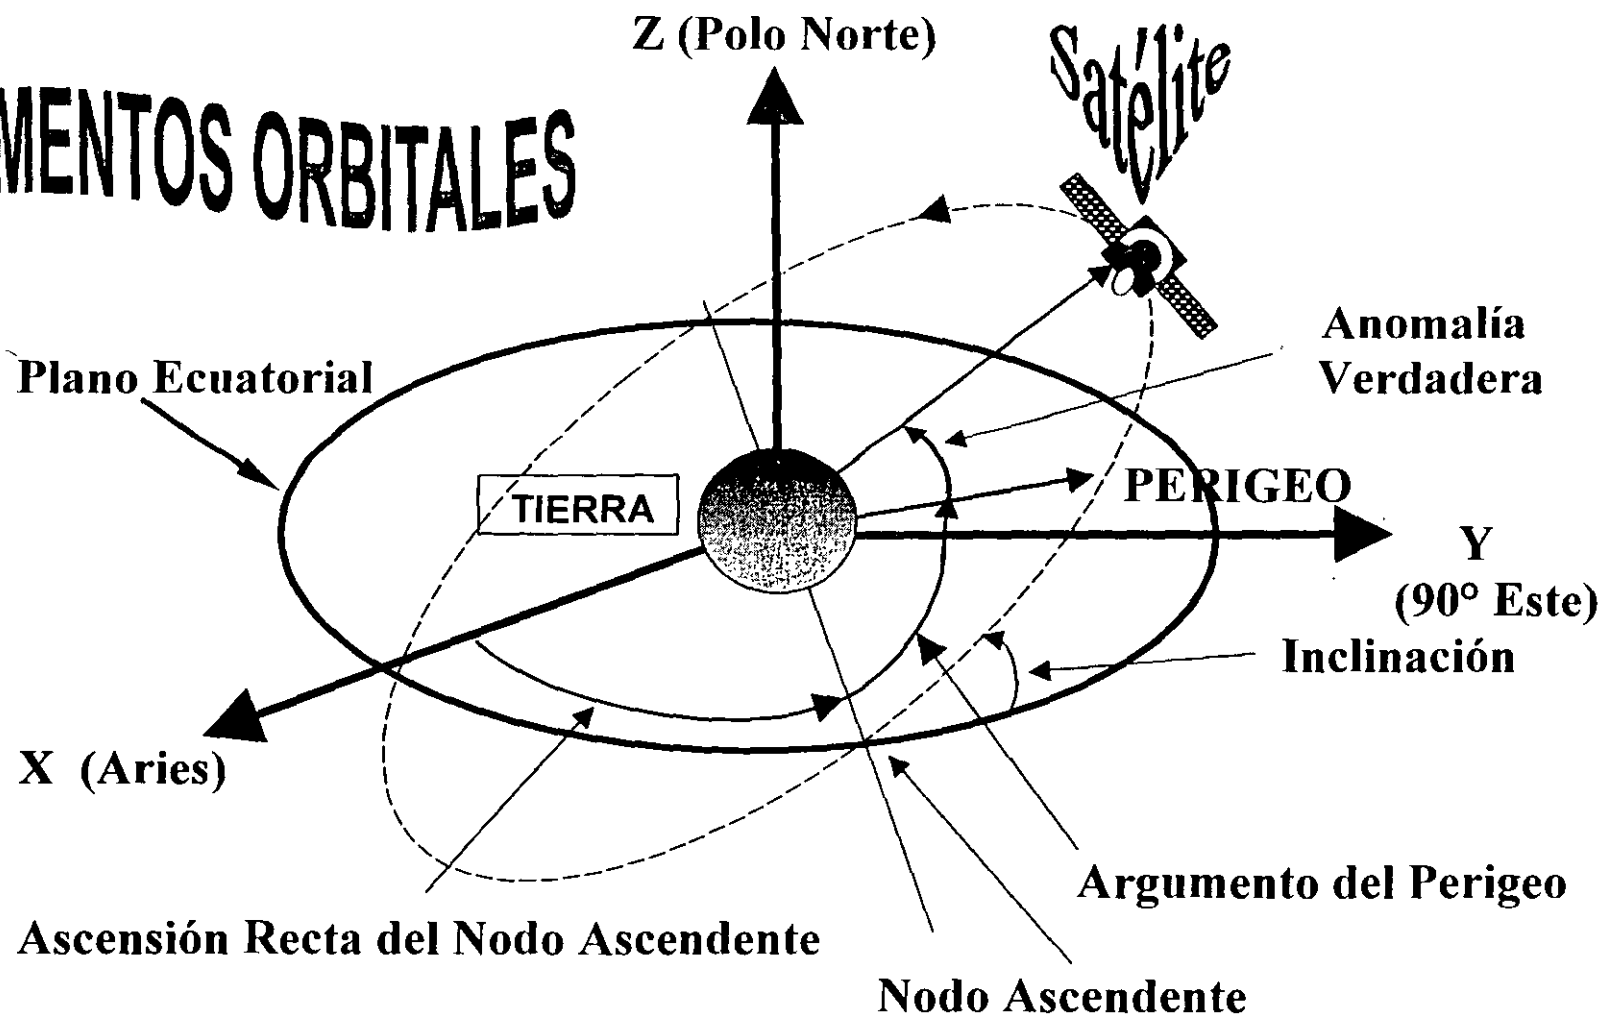 Z (Polo Norte)
Satélite
MENTOS ORBITALES
Anomalía
Verdadera
Plano Ecuatorial
TIERRA
PERIGEO
Y
(90° Este)
Inclinación
X (Aries)
Argumento del Perigeo
Ascensión Recta del Nodo Ascendente
Nodo Ascendente